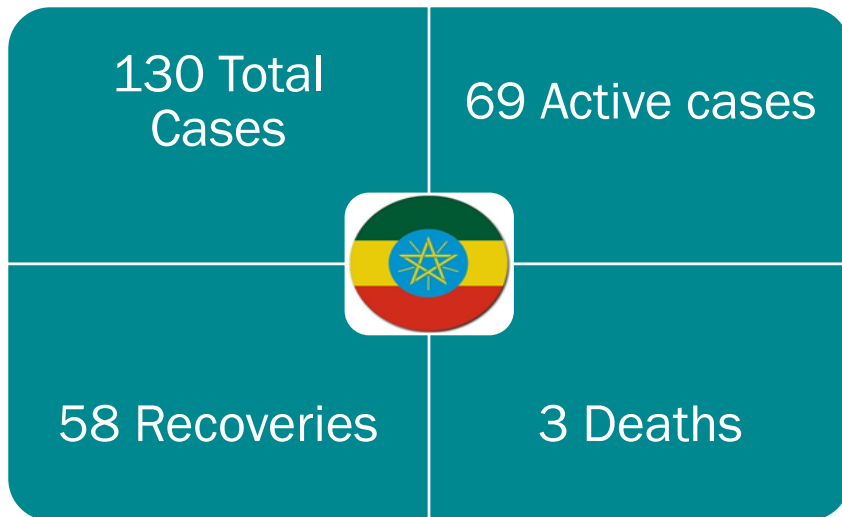 130 Total
Cases
69 Active cases
58 Recoveries
3 Deaths